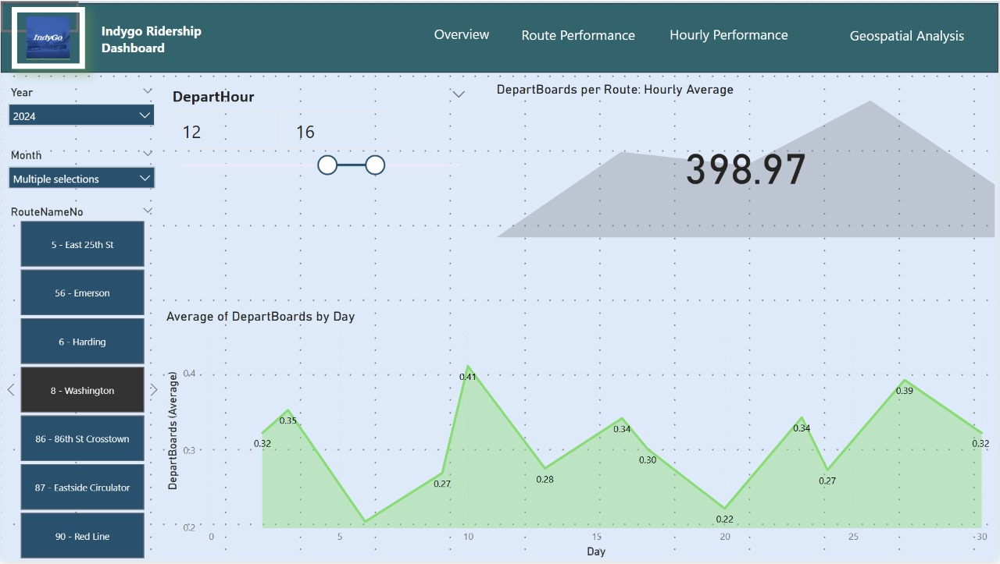 IndyGo
Indygo Ridership
Dashboard
Overview
Route Performance
Hourly Performance
Geospatial Analysis
Year
2024
Month
Multiple selections
RouteNameNo
5 - East 25th St
56 - Emerson
6 - Harding
8 - Washington
86 - 86th St Crosstown
87 - Eastside Circulator
90 - Red Line
DepartHour
12
16
DepartBoards per Route: Hourly Average
398.97
Average of DepartBoards by Day
DepartBoards (Average)
0.4
0.3
0.2
0.32
0.35
0.27
0.41
0.28
0.34
0.30
0.22
0.34
0.27
0.39
0.32
0
5
10
15
20
25
30
Day